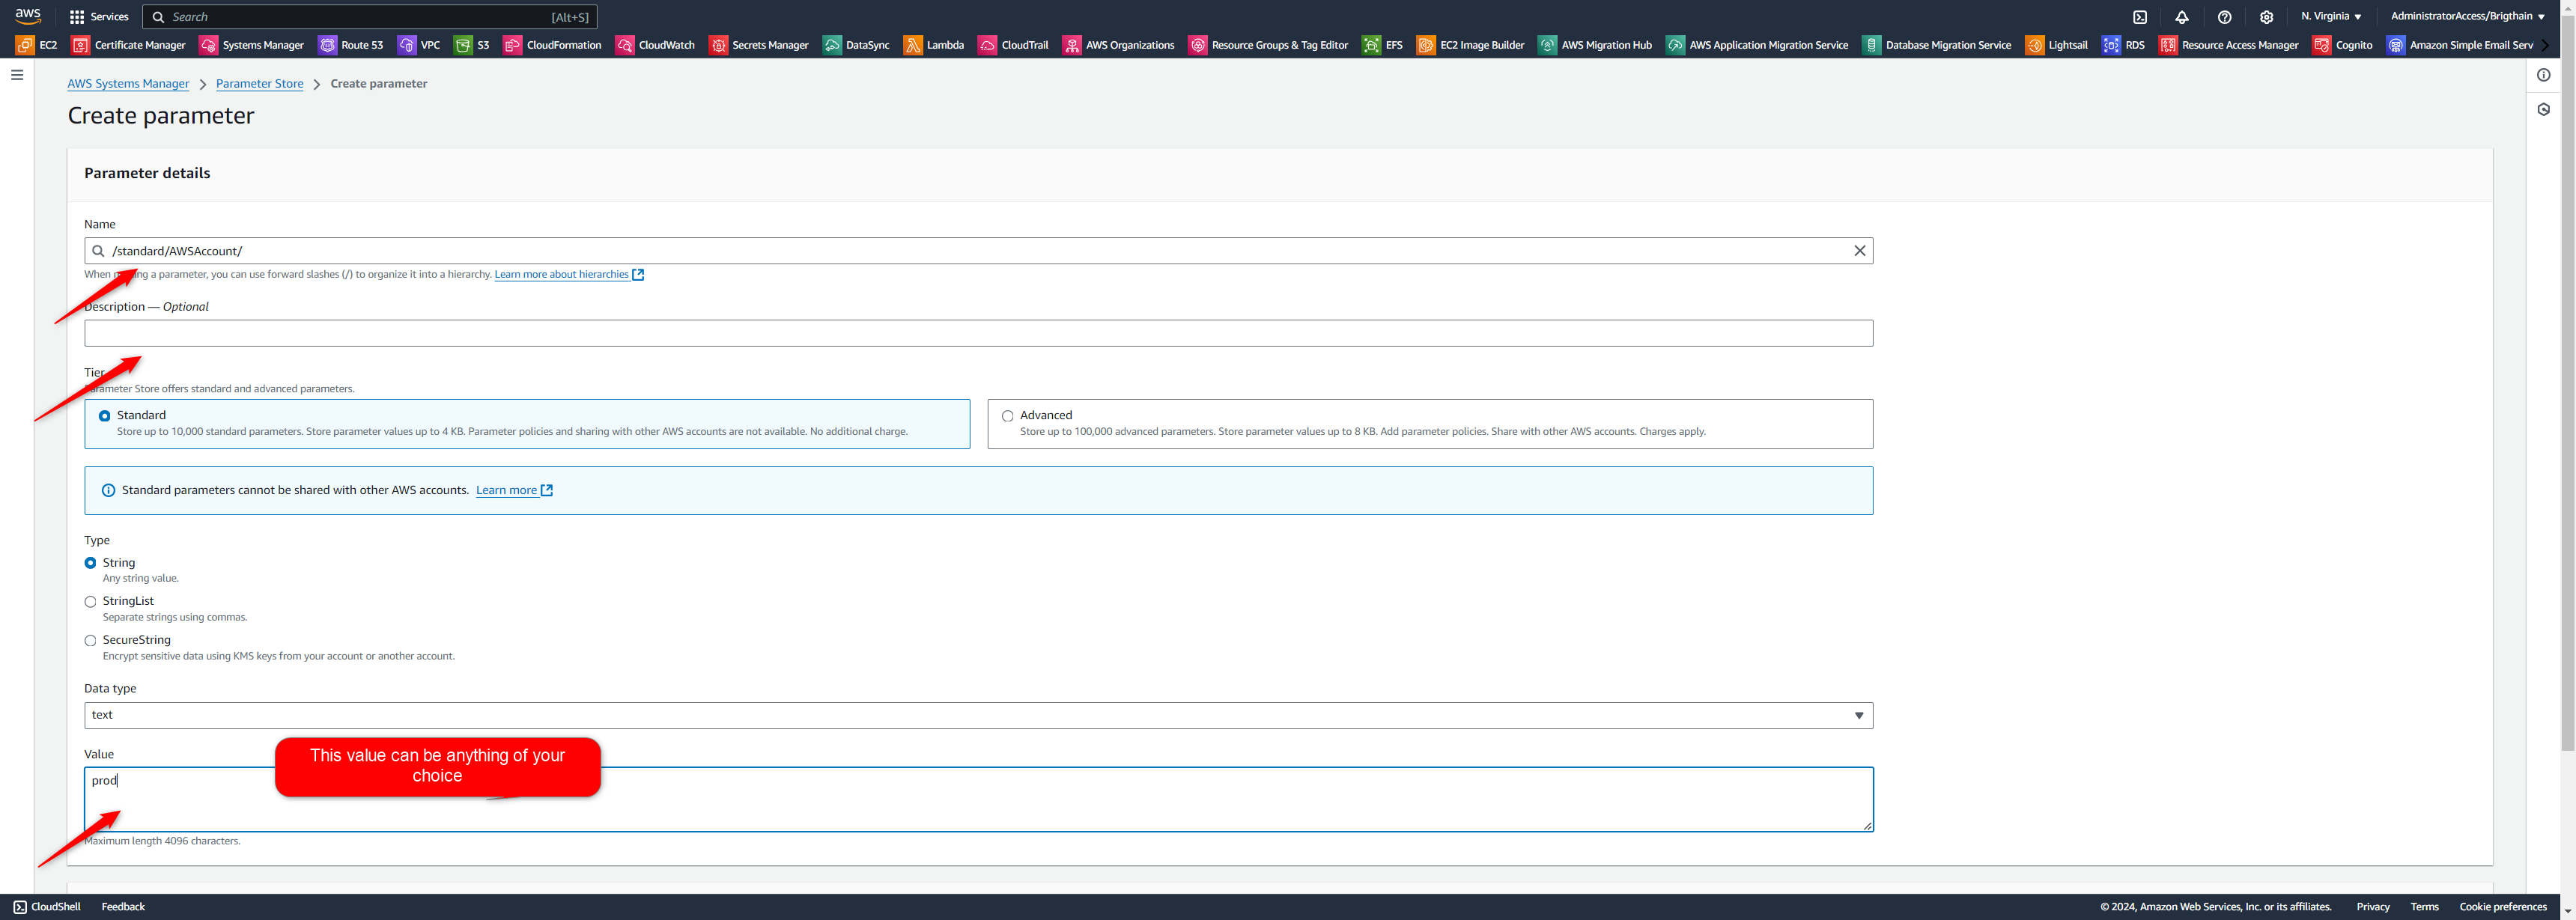 aws Services Search [Alt+S] N. Virginia AdministratorAccess/Brigthain
EC2 Certificate Manager Systems Manager Route 53 VPC S3 CloudFormation CloudWatch Secrets Manager DataSync Lambda CloudTrail AWS Organizations Resource Groups & Tag Editor EFS EC2 Image Builder AWS Migration Hub AWS Application Migration Service Database Migration Service Lightsail RDS Resource Access Manager Cognito Amazon Simple Email Serv
AWS Systems Manager Parameter Store Create parameter
Create parameter
Parameter details
Name
/standard/AWSAccount/
When a parameter, you can use forward slashes (/) to organize it into a hierarchy. Learn more about hierarchies
Description — Optional
Tier
Parameter Store offers standard and advanced parameters.
Standard
Store up to 10,000 standard parameters. Store parameter values up to 4 KB. Parameter policies and sharing with other AWS accounts are not available. No additional charge.
Advanced
Store up to 100,000 advanced parameters. Store parameter values up to 8 KB. Add parameter policies. Share with other AWS accounts. Charges apply.
Standard parameters cannot be shared with other AWS accounts. Learn more
Type
String
Any string value.
StringList
Separate strings using commas.
SecureString
Encrypt sensitive data using KMS keys from your account or another account.
Data type
text
Value
This value can be anything of your
choice
prod
Maximum length 4096 characters.
CloudShell Feedback © 2024, Amazon Web Services, Inc. or its affiliates. Privacy Terms Cookie preferences